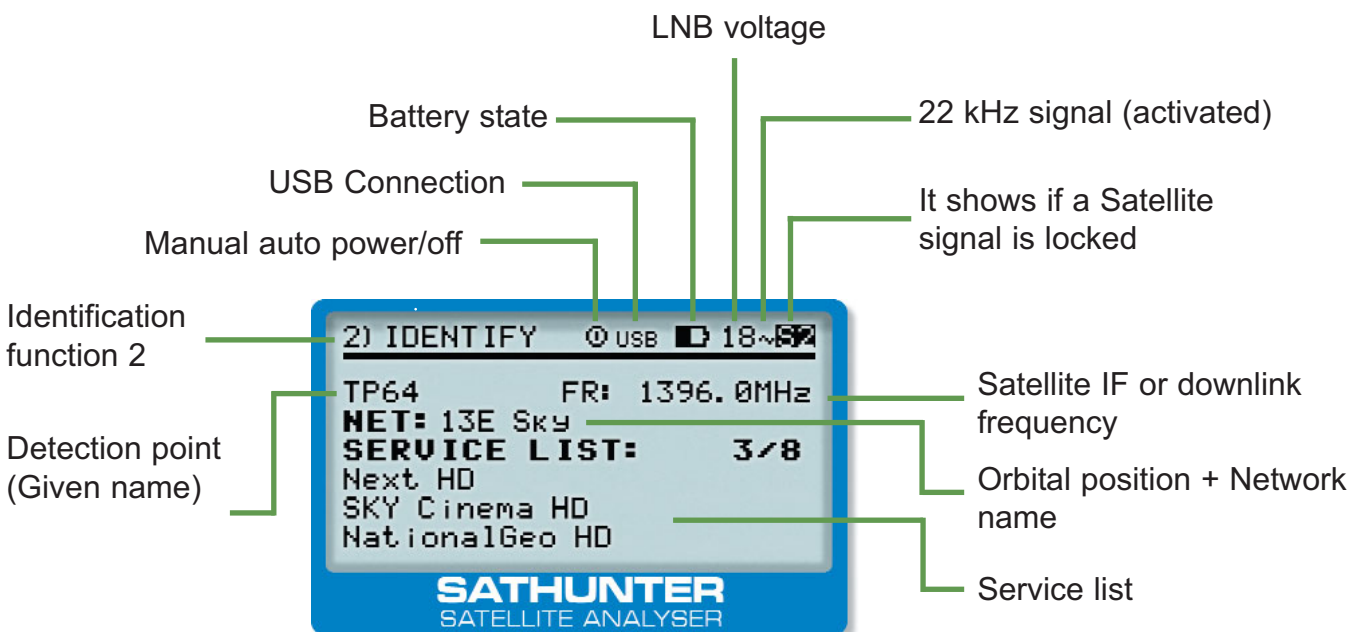 LNB voltage
Battery state
22 kHz signal (activated)
USB Connection
It shows if a Satellite
signal is locked
Manual auto power/off
Identification
function 2
2) IDENTIFY USB 18~
TP64 FR: 1396.0MHz
NET: 13E Sky
SERVICE LIST: 3/8
Next HD
SKY Cinema HD
NationalGeo HD
Satellite IF or downlink
frequency
Detection point
(Given name)
Orbital position + Network
name
Service list
SATHUNTER
SATELLITE ANALYSER